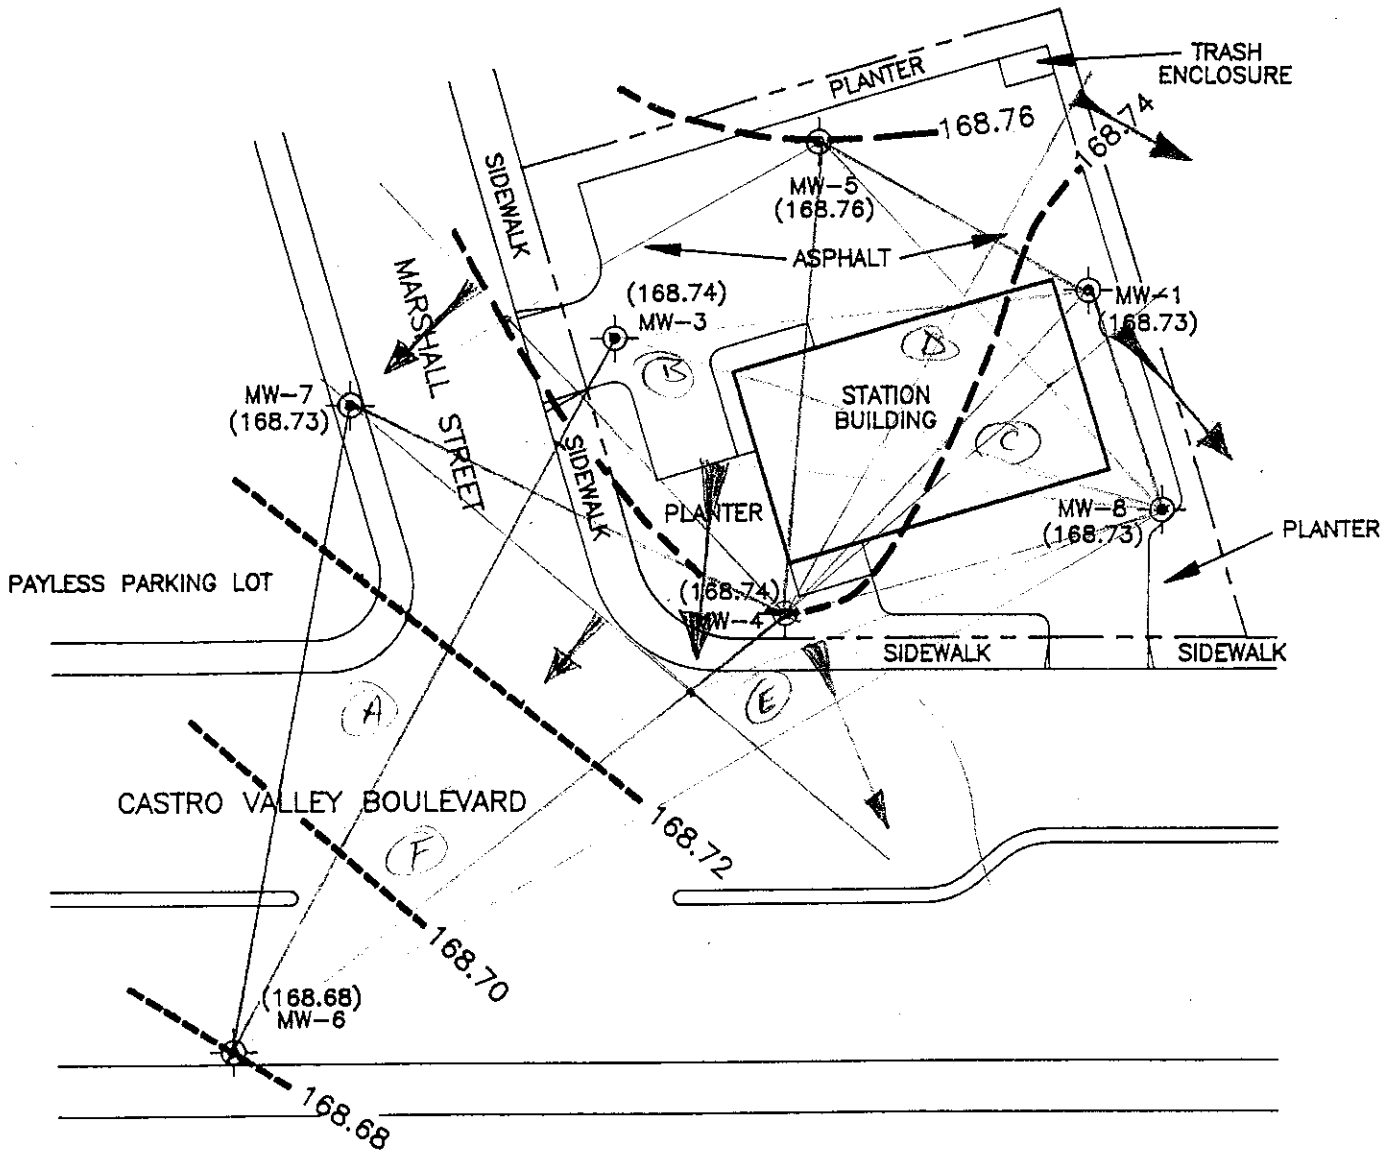 TRASH
ENCLOSURE
PLANTER
168.76
168.74
SIDEWALK
MW-5
(168.76)
ASPHALT
MARSHALL STREET
(168.74)
MW-3
MW-1
(168.73)
B
D
MW-7
(168.73)
STATION
BUILDING
C
SIDEWALK
PLANTER
MW-8
(168.73)
PLANTER
PAYLESS PARKING LOT
(168.74)
MW-4
SIDEWALK
SIDEWALK
A
E
CASTRO VALLEY BOULEVARD
168.72
F
168.70
(168.68)
MW-6
168.68